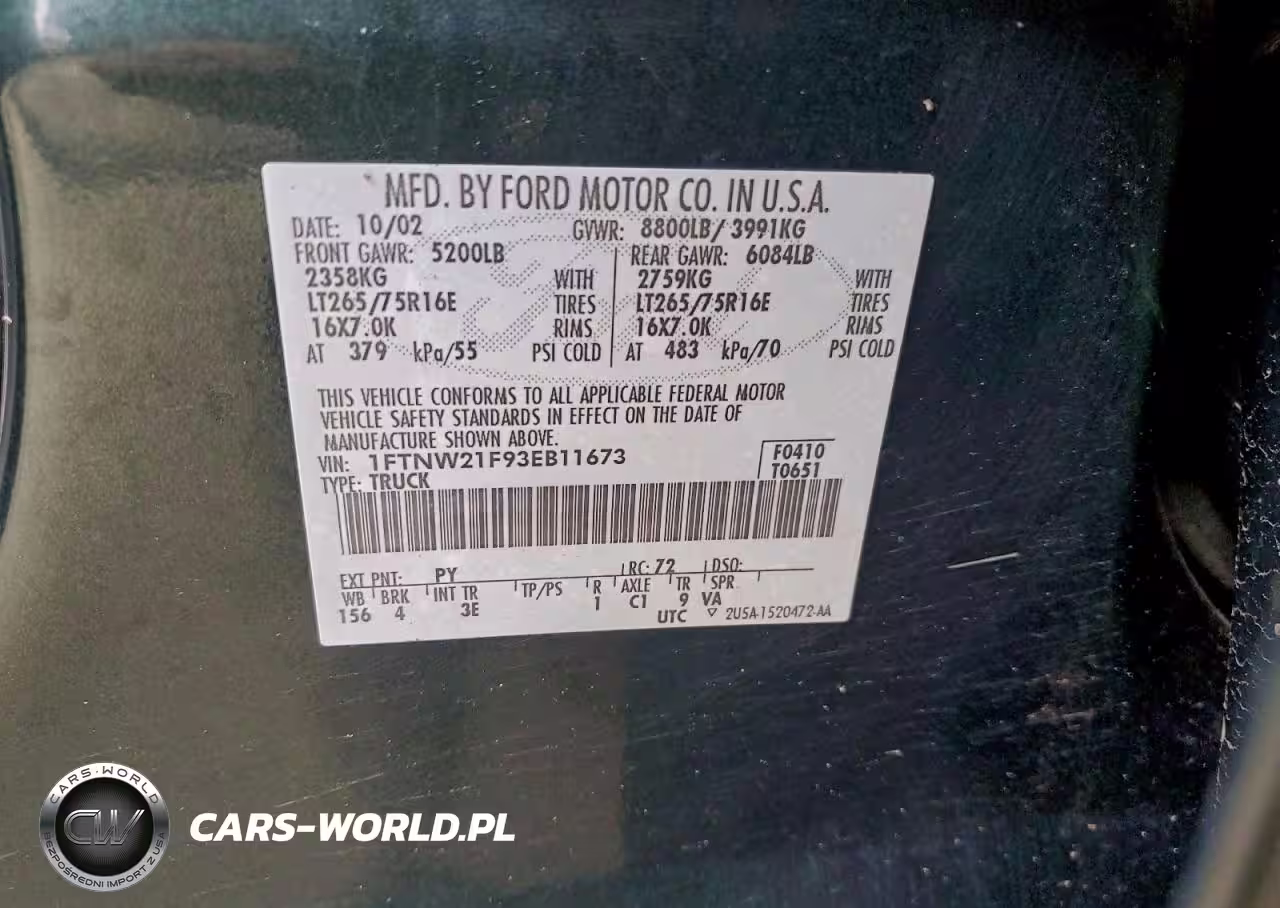 MFD. BY FORD MOTOR CO. IN U.S.A.
DATE: 10/02 GVWR: 8800LB/ 3991KG
FRONT GAWR: 5200LB REAR GAWR: 6084LB
2358KG WITH 2759KG WITH
LT265/75R16E TIRES LT265/75R16E TIRES
16X7.0K RIMS 16X7.0K RIMS
AT 379 kPa/55 PSI COLD AT 483 kPa/70 PSI COLD
THIS VEHICLE CONFORMS TO ALL APPLICABLE FEDERAL MOTOR
VEHICLE SAFETY STANDARDS IN EFFECT ON THE DATE OF
MANUFACTURE SHOWN ABOVE.
VIN: 1FTNW21F93EB11673 F0410
TYPE: TRUCK T0651
EXT PNT: PY RC: 72 DSO:
WB BRK INT TR TP/PS R AXLE TR SPR
156 4 3E 1 C1 9 VA
UTC ▽ 2U5A-1520472-AA
CARS-WORLD
CW
BEZPOŚREDNI IMPORT Z USA
CARS-WORLD.PL